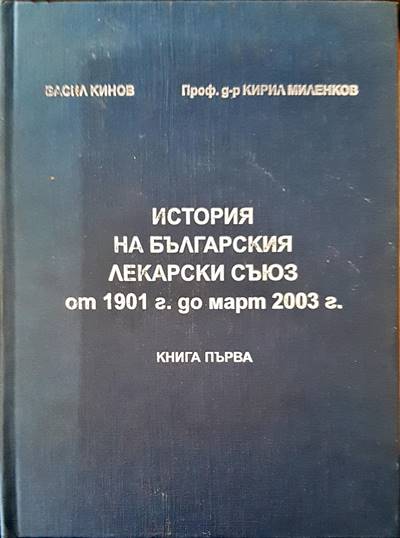 ВАСИЛ КИНОВ Проф. д-р КИРИЛ МИЛЕНКОВ
ИСТОРИЯ
НА БЪЛГАРСКИЯ
ЛЕКАРСКИ СЪЮЗ
от 1901 г. до март 2003 г.
КНИГА ПЪРВА